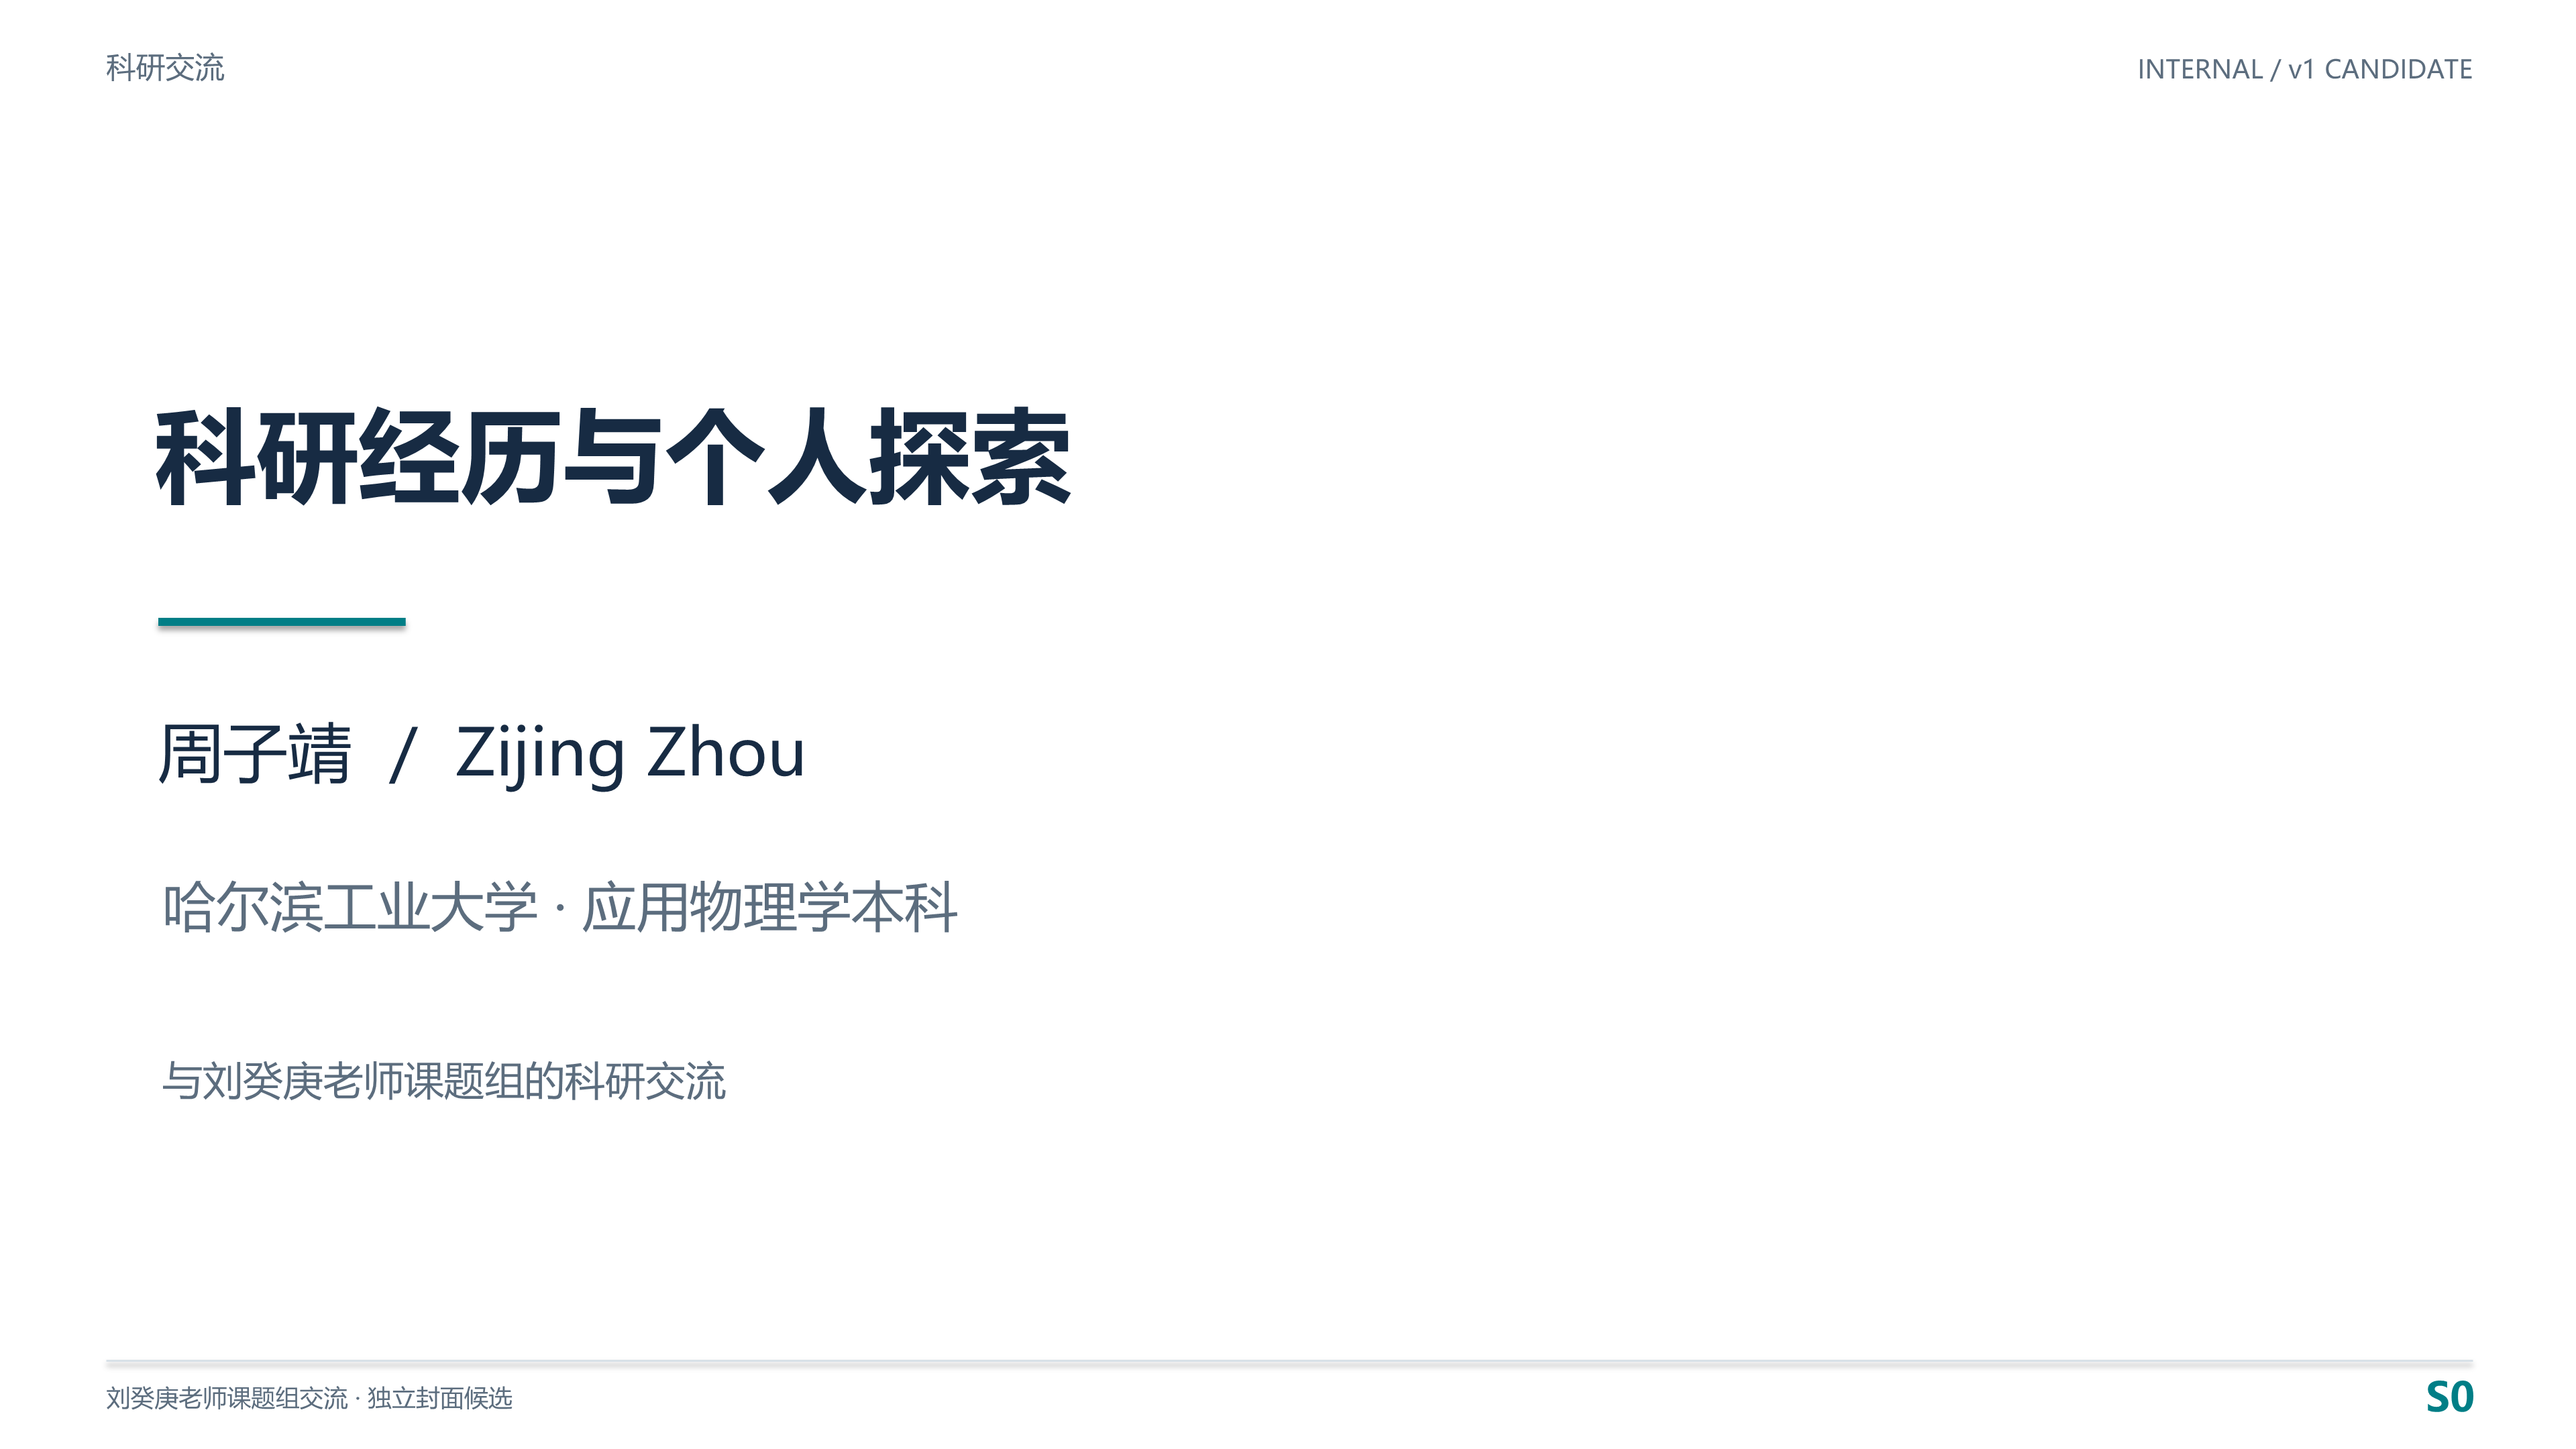 科研交流
INTERNAL / v1 CANDIDATE
科研经历与个人探索
周子靖 / Zijing Zhou
哈尔滨工业大学 · 应用物理学本科
与刘癸庚老师课题组的科研交流
刘癸庚老师课题组交流 · 独立封面候选
S0